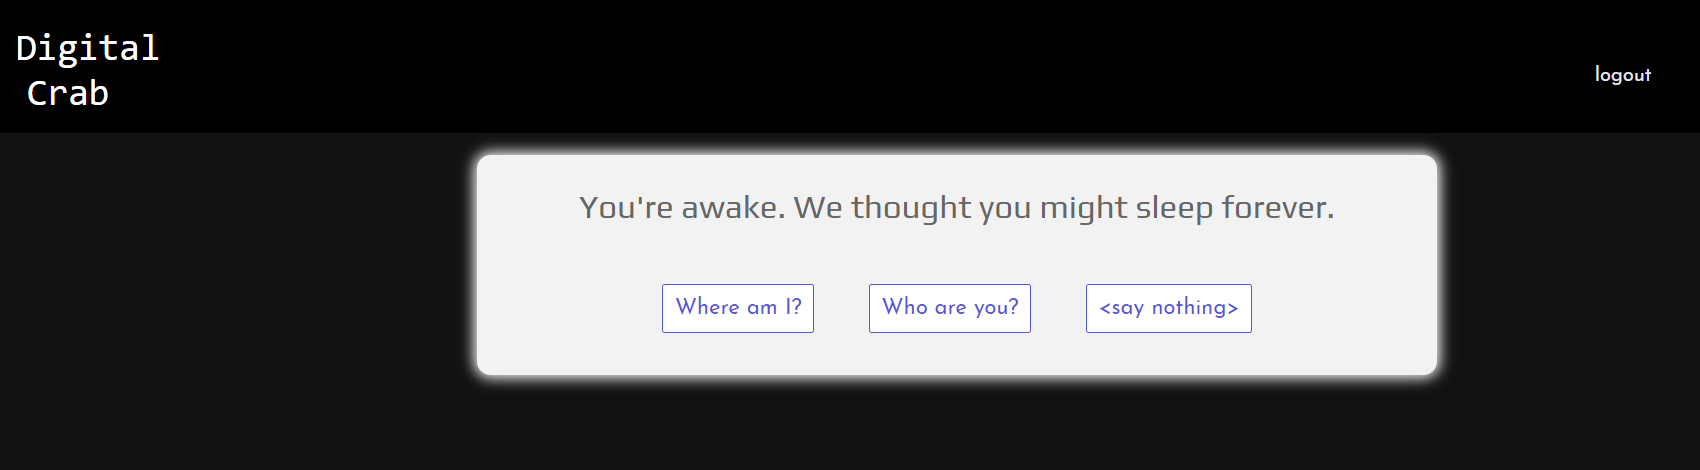 Digital
Crab
logout
You're awake. We thought you might sleep forever.
Where am I? Who are you? <say nothing>